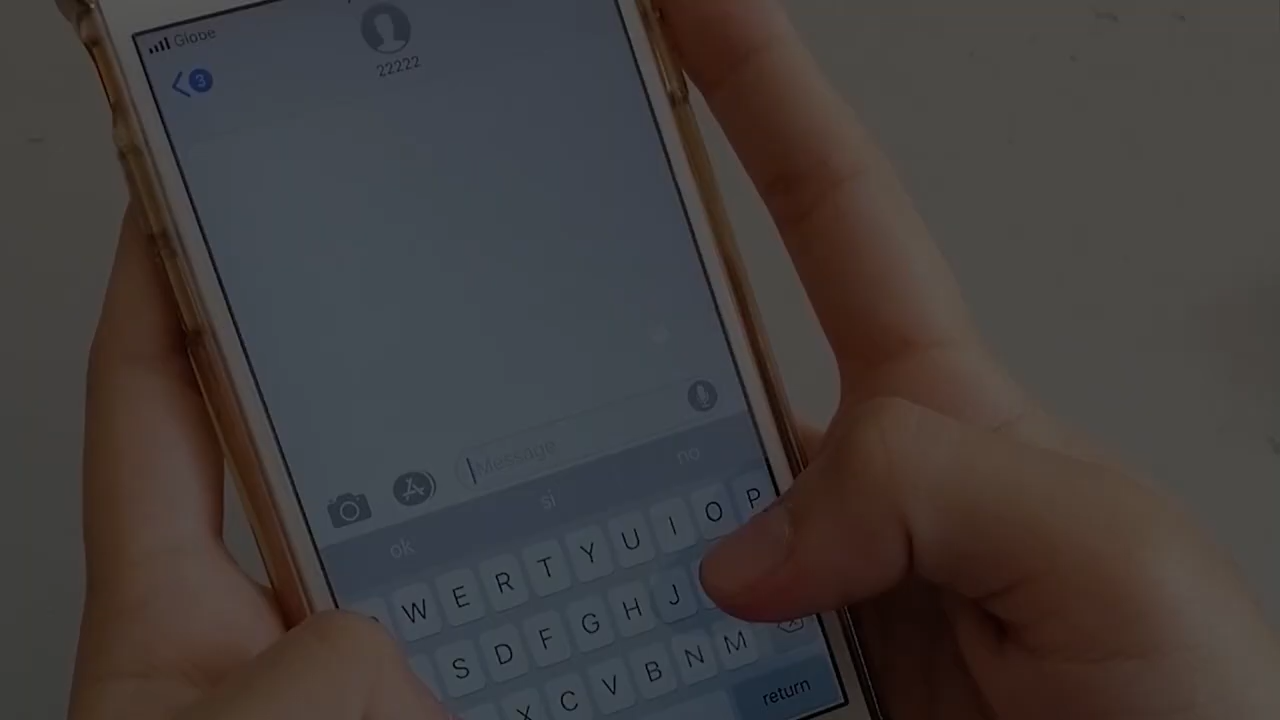 Globe
3
22222
Message
ok si no
W E R T Y U I O P
S D F G H J
X C V B N M
return